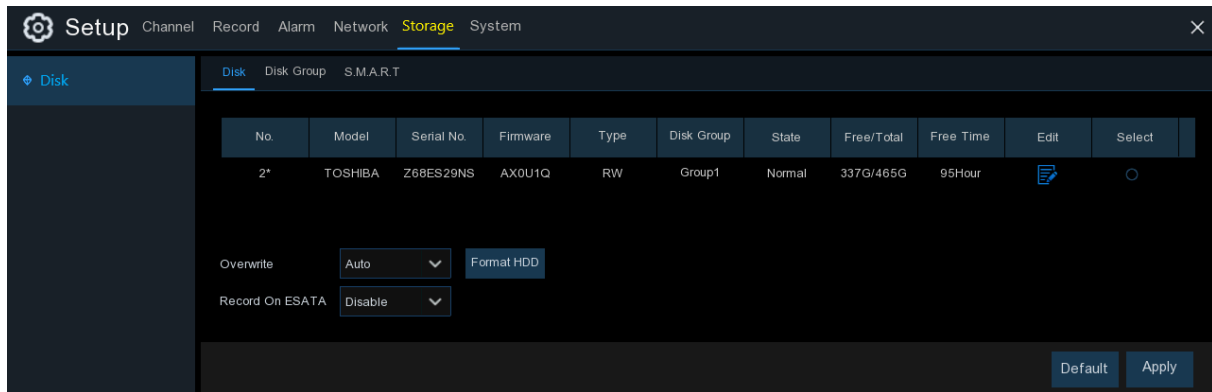 Setup Channel Record Alarm Network Storage System
Disk
Disk Disk Group S.M.A.R.T
No. Model Serial No. Firmware Type Disk Group State Free/Total Free Time Edit Select
2* TOSHIBA Z68ES29NS AX0U1Q RW Group1 Normal 337G/465G 95Hour
Overwrite Auto Format HDD
Record On ESATA Disable
Default Apply